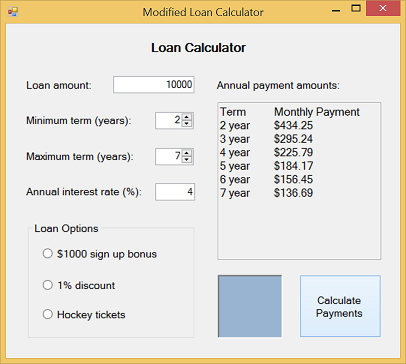 Modified Loan Calculator
Loan Calculator
Loan amount: 10000
Minimum term (years): 2
Maximum term (years): 7
Annual interest rate (%): 4
Loan Options
$1000 sign up bonus
1% discount
Hockey tickets
Annual payment amounts:
Term Monthly Payment
2 year $434.25
3 year $295.24
4 year $225.79
5 year $184.17
6 year $156.45
7 year $136.69
Calculate
Payments